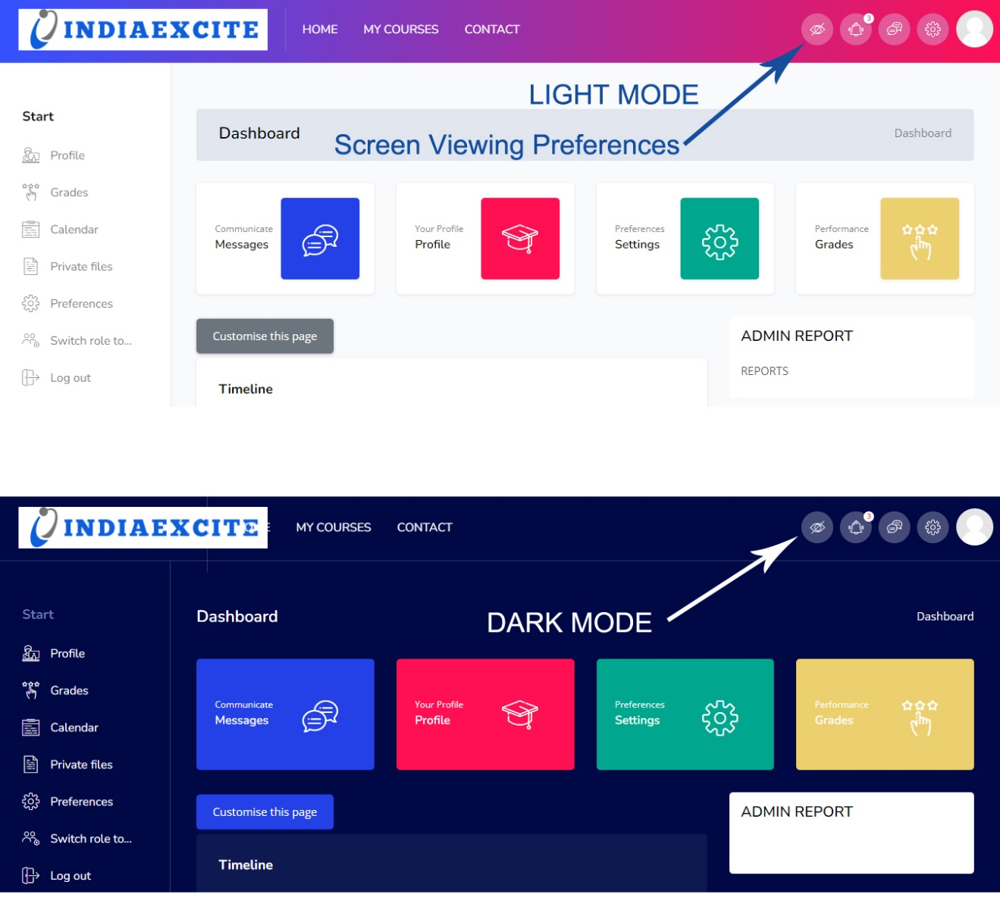 INDIAEXCITE
HOME MY COURSES CONTACT
3
LIGHT MODE
Start
Dashboard
Screen Viewing Preferences
Dashboard
Profile
Grades
Calendar
Private files
Preferences
Switch role to...
Log out
Communicate
Messages
Your Profile
Profile
Preferences
Settings
Performance
Grades
Customise this page
ADMIN REPORT
REPORTS
Timeline
INDIAEXCITE
MY COURSES CONTACT
3
Start
Dashboard
DARK MODE
Dashboard
Profile
Grades
Calendar
Private files
Preferences
Switch role to...
Log out
Communicate
Messages
Your Profile
Profile
Preferences
Settings
Performance
Grades
Customise this page
ADMIN REPORT
Timeline